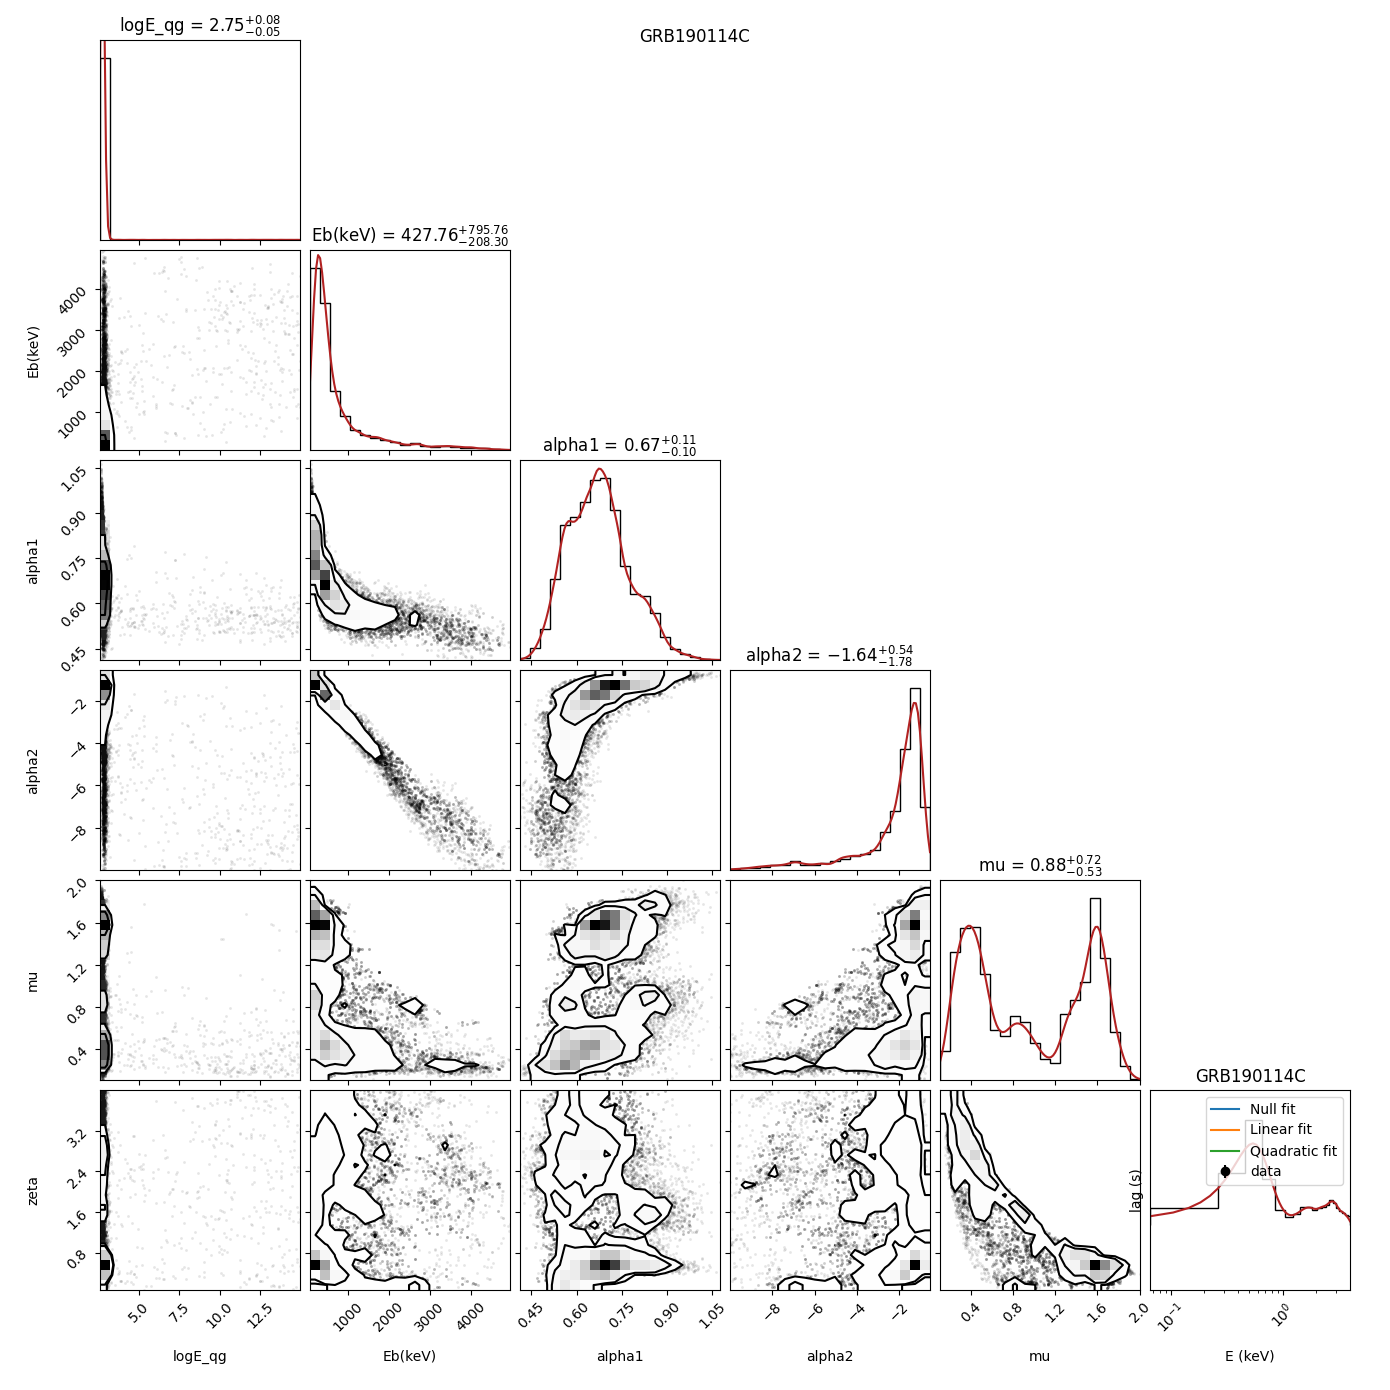 GRB190114C
logE_qg = 2.75^{+0.08}_{−0.05}
Eb(keV) = 427.76^{+795.76}_{−208.30}
Eb(keV)
4000
3000
2000
1000
alpha1 = 0.67^{+0.11}_{−0.10}
alpha1
1.05
0.90
0.75
0.60
0.45
alpha2 = −1.64^{+0.54}_{−1.78}
alpha2
−2
−4
−6
−8
mu = 0.88^{+0.72}_{−0.53}
mu
2.0
1.6
1.2
0.8
0.4
GRB190114C
zeta
3.2
2.4
1.6
0.8
lag (s)
Null fit
Linear fit
Quadratic fit
data
5.0 7.5 10.0 12.5
1000 2000 3000 4000
0.45 0.60 0.75 0.90 1.05
−8 −6 −4 −2
0.4 0.8 1.2 1.6 2.0
10^{−1} 10^{0}
logE_qg Eb(keV) alpha1 alpha2 mu E (keV)